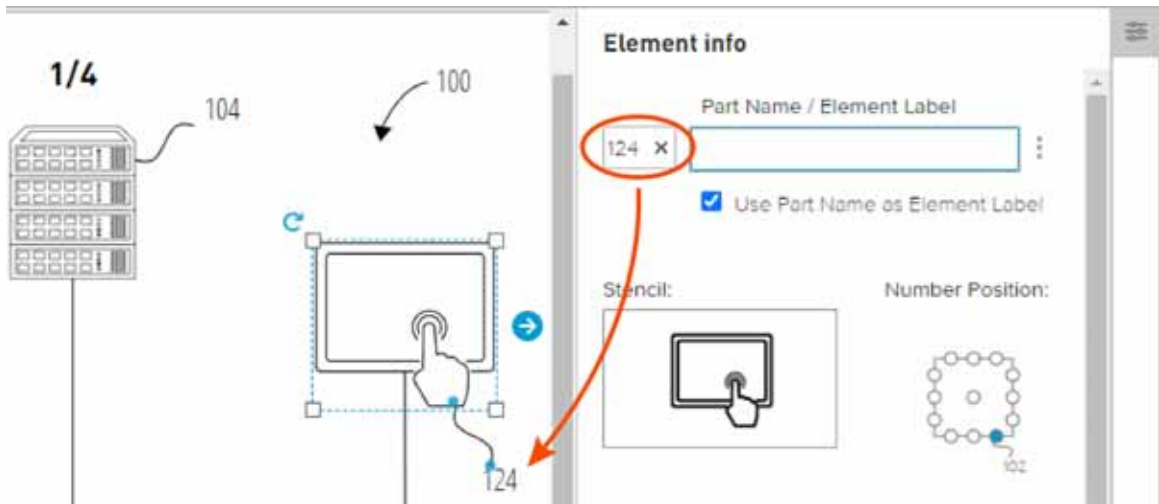 1/4
104
100
124
Element info
Part Name / Element Label
124 ×
Use Part Name as Element Label
Stencil:
Number Position:
102